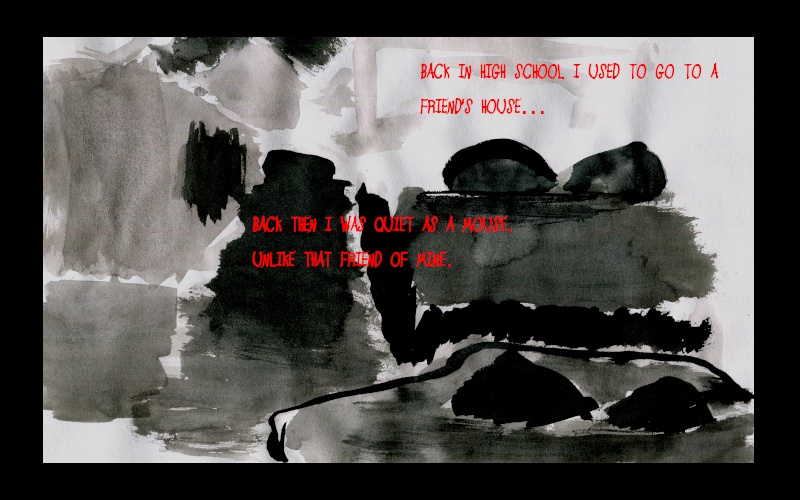 BACK IN HIGH SCHOOL I USED TO GO TO A
FRIEND'S HOUSE...
BACK THEN I WAS QUIET AS A MOUSE.
UNLIKE THAT FRIEND OF MINE.